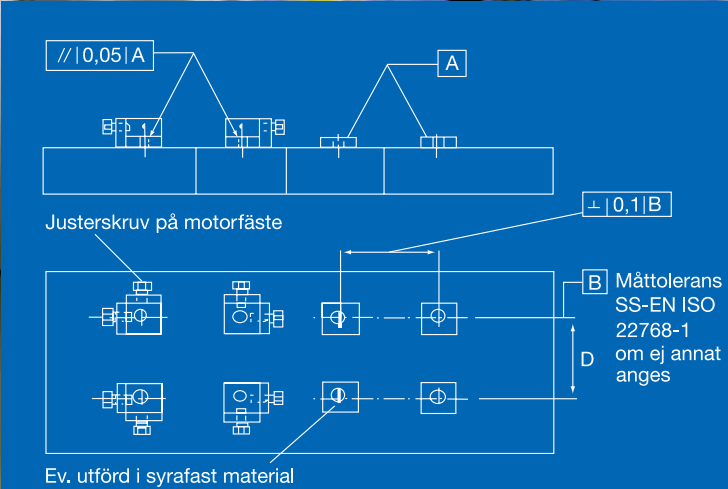 // 0,05 A
A
Justerskruv på motorfäste
⊥ 0,1 B
B Måttolerans
SS-EN ISO
22768-1
om ej annat
anges
D
Ev. utförd i syrafast material